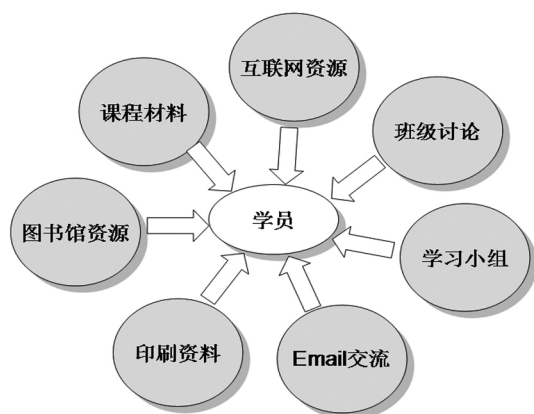 互联网资源
课程材料
班级讨论
学员
图书馆资源
学习小组
印刷资料
Email交流